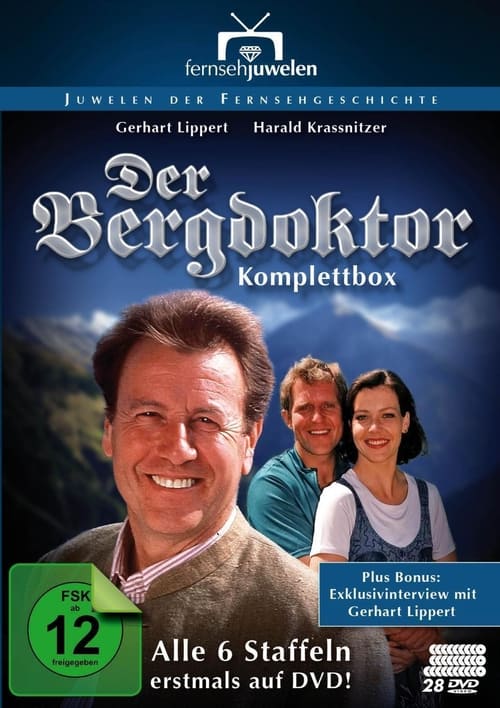 fernsehjuwelen
JUWELEN DER FERNSEHGESCHICHTE
Gerhart Lippert Harald Krassnitzer
Der
Bergdoktor
Komplettbox
Plus Bonus:
Exklusivinterview mit
Gerhart Lippert
FSK
ab
12
freigegeben
Alle 6 Staffeln
erstmals auf DVD!
28 DVD
VIDEO